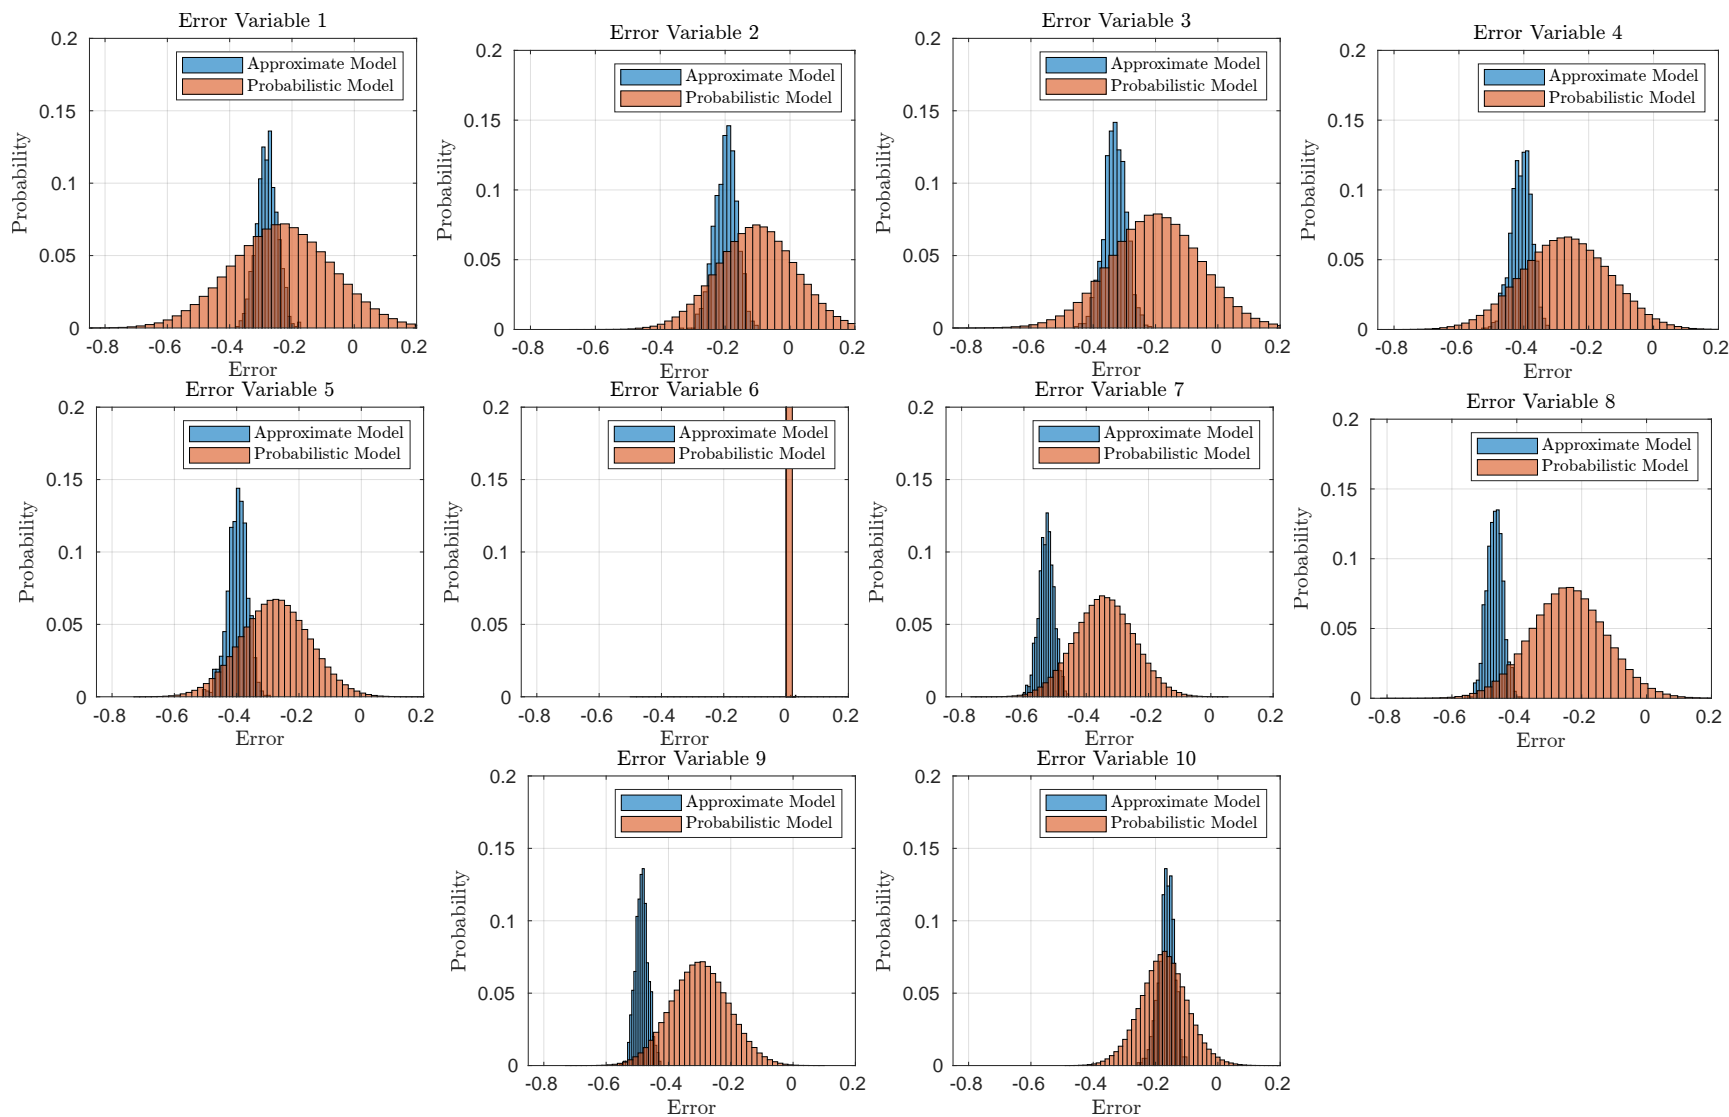 Error Variable 1
Approximate Model
Probabilistic Model
Probability
0.2
0.15
0.1
0.05
0
-0.8 -0.6 -0.4 -0.2 0 0.2
Error
Error Variable 2
Approximate Model
Probabilistic Model
Probability
0.2
0.15
0.1
0.05
0
-0.8 -0.6 -0.4 -0.2 0 0.2
Error
Error Variable 3
Approximate Model
Probabilistic Model
Probability
0.2
0.15
0.1
0.05
0
-0.8 -0.6 -0.4 -0.2 0 0.2
Error
Error Variable 4
Approximate Model
Probabilistic Model
Probability
0.2
0.15
0.1
0.05
0
-0.8 -0.6 -0.4 -0.2 0 0.2
Error
Error Variable 5
Approximate Model
Probabilistic Model
Probability
0.2
0.15
0.1
0.05
0
-0.8 -0.6 -0.4 -0.2 0 0.2
Error
Error Variable 6
Approximate Model
Probabilistic Model
Probability
0.2
0.15
0.1
0.05
0
-0.8 -0.6 -0.4 -0.2 0 0.2
Error
Error Variable 7
Approximate Model
Probabilistic Model
Probability
0.2
0.15
0.1
0.05
0
-0.8 -0.6 -0.4 -0.2 0 0.2
Error
Error Variable 8
Approximate Model
Probabilistic Model
Probability
0.2
0.15
0.1
0.05
0
-0.8 -0.6 -0.4 -0.2 0 0.2
Error
Error Variable 9
Approximate Model
Probabilistic Model
Probability
0.2
0.15
0.1
0.05
0
-0.8 -0.6 -0.4 -0.2 0 0.2
Error
Error Variable 10
Approximate Model
Probabilistic Model
Probability
0.2
0.15
0.1
0.05
0
-0.8 -0.6 -0.4 -0.2 0 0.2
Error